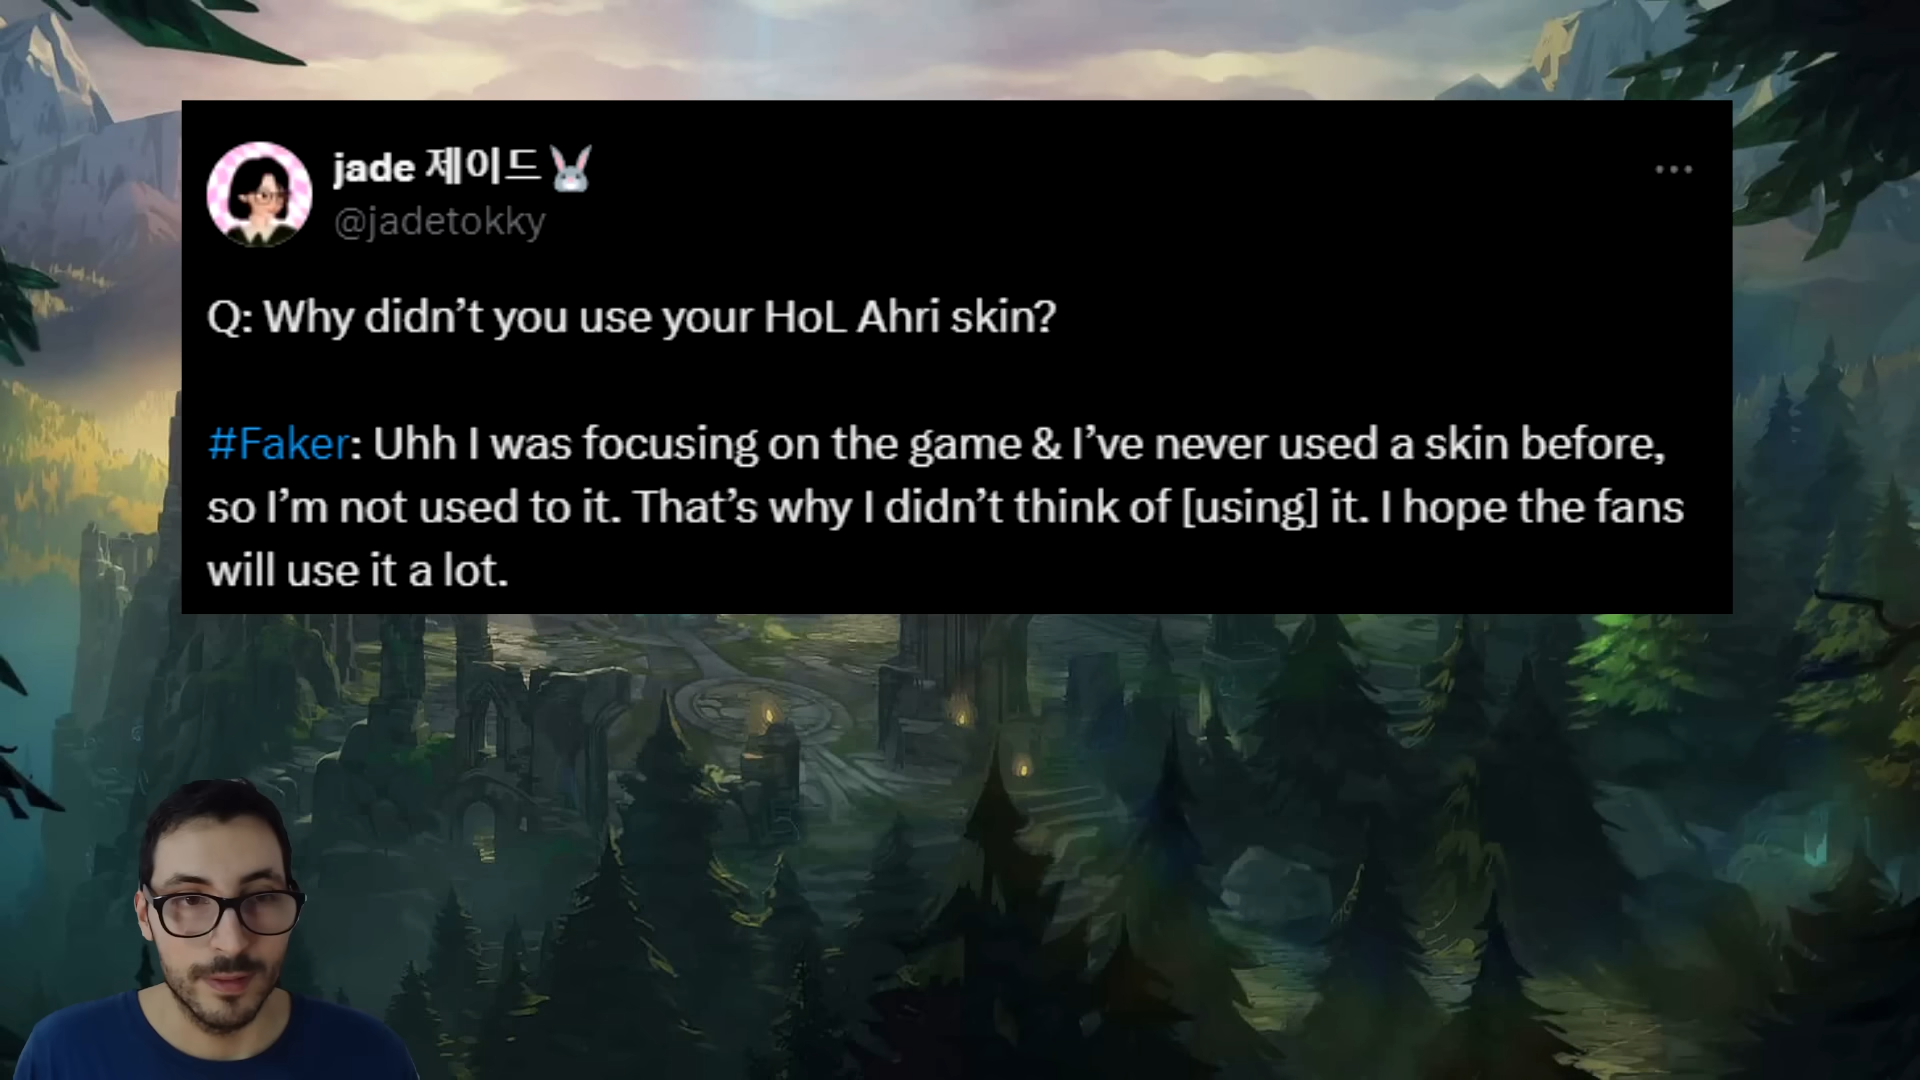 jade 제이드🐰
@jadetokky
Q: Why didn’t you use your HoL Ahri skin?
#Faker: Uhh I was focusing on the game & I’ve never used a skin before,
so I’m not used to it. That’s why I didn’t think of [using] it. I hope the fans
will use it a lot.